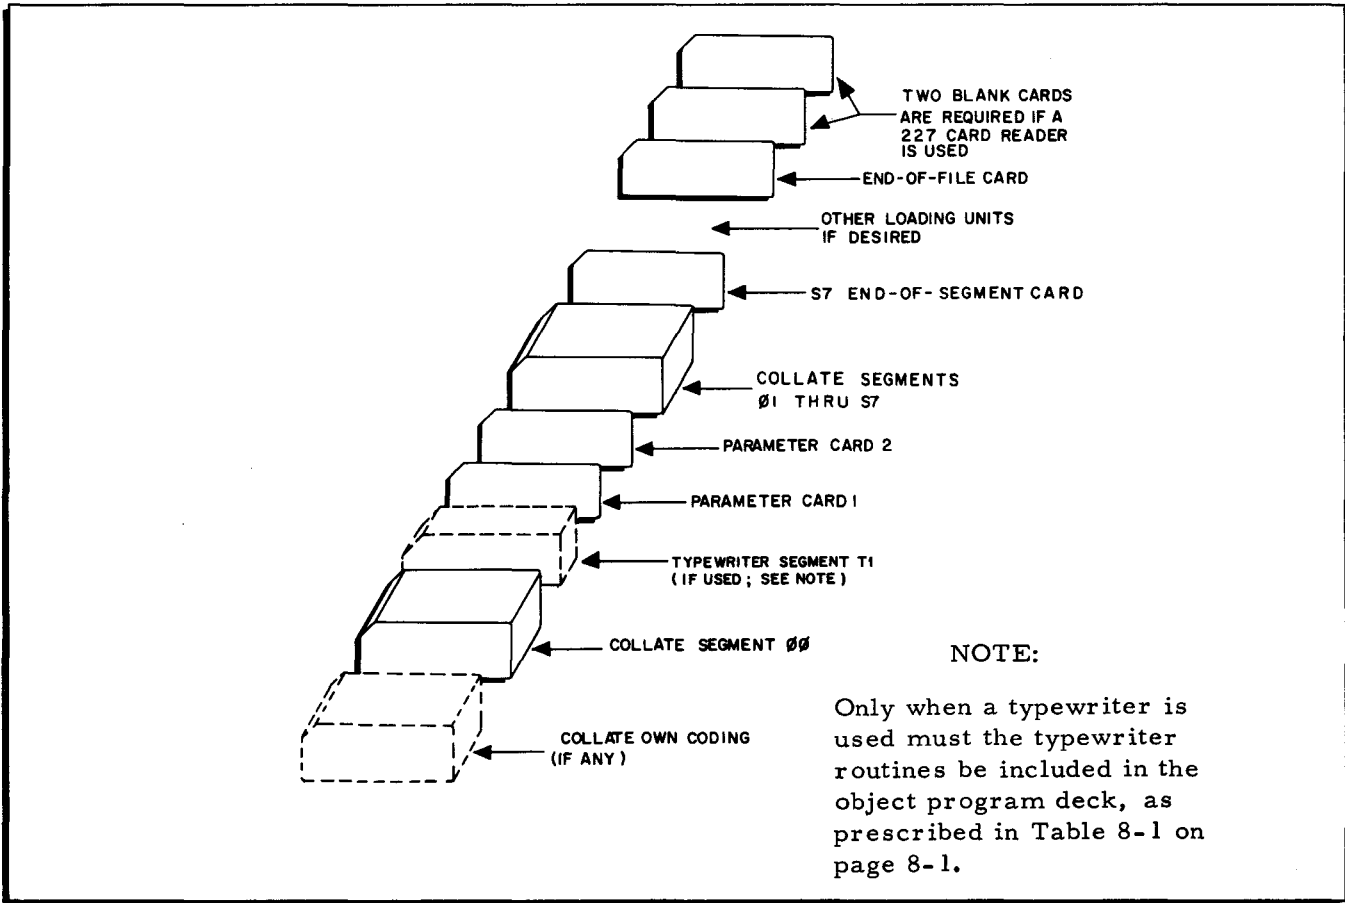 TWO BLANK CARDS
ARE REQUIRED IF A
227 CARD READER
IS USED
END-OF-FILE CARD
OTHER LOADING UNITS
IF DESIRED
S7 END-OF-SEGMENT CARD
COLLATE SEGMENTS
Ø1 THRU S7
PARAMETER CARD 2
PARAMETER CARD 1
TYPEWRITER SEGMENT T1
(IF USED; SEE NOTE)
COLLATE SEGMENT ØØ
COLLATE OWN CODING
(IF ANY)
NOTE:
Only when a typewriter is
used must the typewriter
routines be included in the
object program deck, as
prescribed in Table 8-1 on
page 8-1.